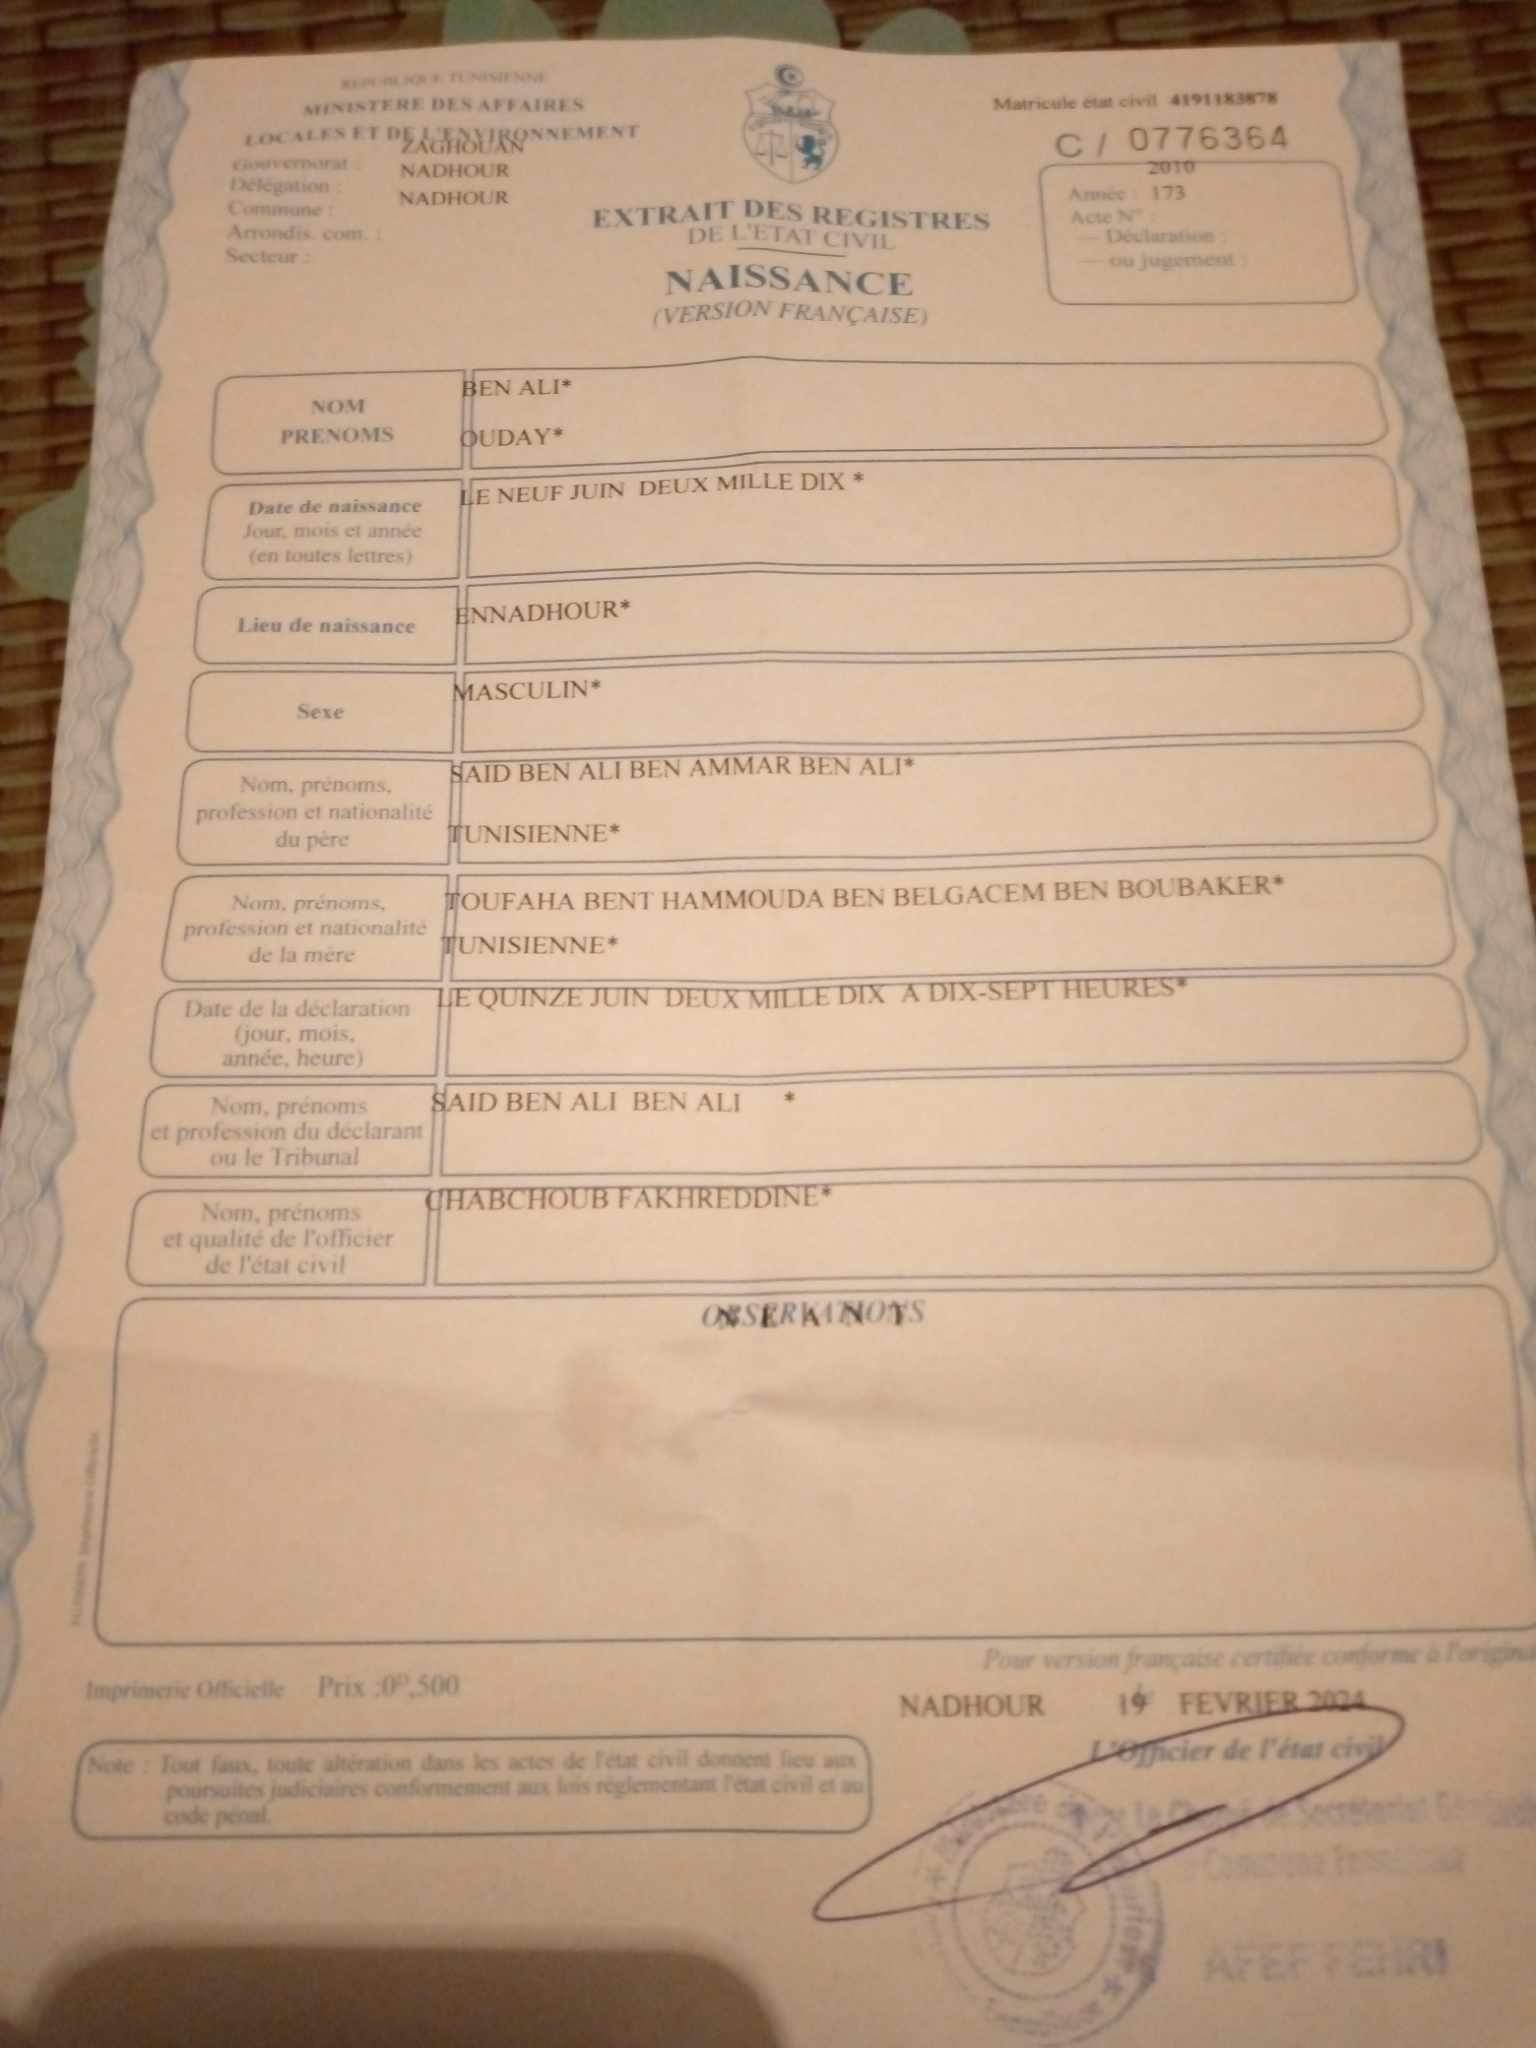 REPUBLIQUE TUNISIENNE
MINISTERE DES AFFAIRES
LOCALES ET DE L'ENVIRONNEMENT
Gouvernorat : ZAGHOUAN
Délégation : NADHOUR
Commune : NADHOUR
Arrondis. com. :
Secteur :
EXTRAIT DES REGISTRES
DE L'ETAT CIVIL
NAISSANCE
(VERSION FRANÇAISE)
Matricule état civil 4191183878
C / 0776364
Année : 2010
Acte N° : 173
— Déclaration :
— ou jugement :
NOM
PRENOMS
BEN ALI*
OUDAY*
Date de naissance
Jour, mois et année
(en toutes lettres)
LE NEUF JUIN DEUX MILLE DIX *
Lieu de naissance
ENNADHOUR*
Sexe
MASCULIN*
Nom, prénoms,
profession et nationalité
du père
SAID BEN ALI BEN AMMAR BEN ALI*
TUNISIENNE*
Nom, prénoms,
profession et nationalité
de la mère
TOUFAHA BENT HAMMOUDA BEN BELGACEM BEN BOUBAKER*
TUNISIENNE*
Date de la déclaration
(jour, mois,
année, heure)
LE QUINZE JUIN DEUX MILLE DIX A DIX-SEPT HEURES*
Nom, prénoms
et profession du déclarant
ou le Tribunal
SAID BEN ALI BEN ALI *
Nom, prénoms
et qualité de l'officier
de l'état civil
CHABCHOUB FAKHREDDINE*
OBSERVATIONS
N E A N T
Imprimerie Officielle
Imprimerie Officielle Prix :0ᴰ,500
Pour version française certifiée conforme à l'origina
NADHOUR FEVRIER 2024
L'Officier de l'état civil
Note : Tout faux, toute altération dans les actes de l'état civil donnent lieu aux
poursuites judiciaires conformement aux lois réglementant l'état civil et au
code pénal.
Secrétariat Général
AFEF FEHRI